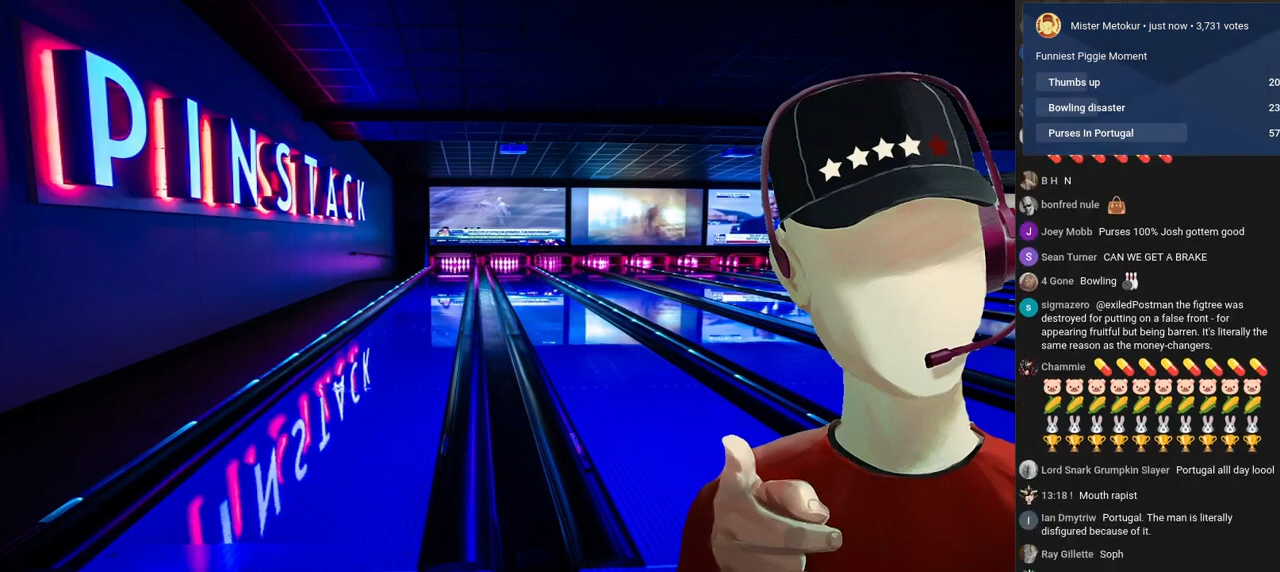 PINSTACK
Mister Metokur • just now • 3,731 votes
Funniest Piggie Moment
Thumbs up 20
Bowling disaster 23
Purses In Portugal 57
B H N
bonfred nule 👜
J Joey Mobb Purses 100% Josh gottem good
S Sean Turner CAN WE GET A BRAKE
4 Gone Bowling 🎳
s sigmazero @exiledPostman the figtree was
destroyed for putting on a false front - for
appearing fruitful but being barren. It's literally the
same reason as the money-changers.
Chammie 💊💊💊💊💊💊💊💊
🐷🐷🐷🐷🐷🐷🐷🐷🐷🐷
🌽🌽🌽🌽🌽🌽🌽🌽🌽🌽
🐰🐰🐰🐰🐰🐰🐰🐰🐰🐰
🏆🏆🏆🏆🏆🏆🏆🏆🏆🏆
Lord Snark Grumpkin Slayer Portugal alll day loool
13:18 ! Mouth rapist
I Ian Dmytriw Portugal. The man is literally
disfigured because of it.
Ray Gillette Soph